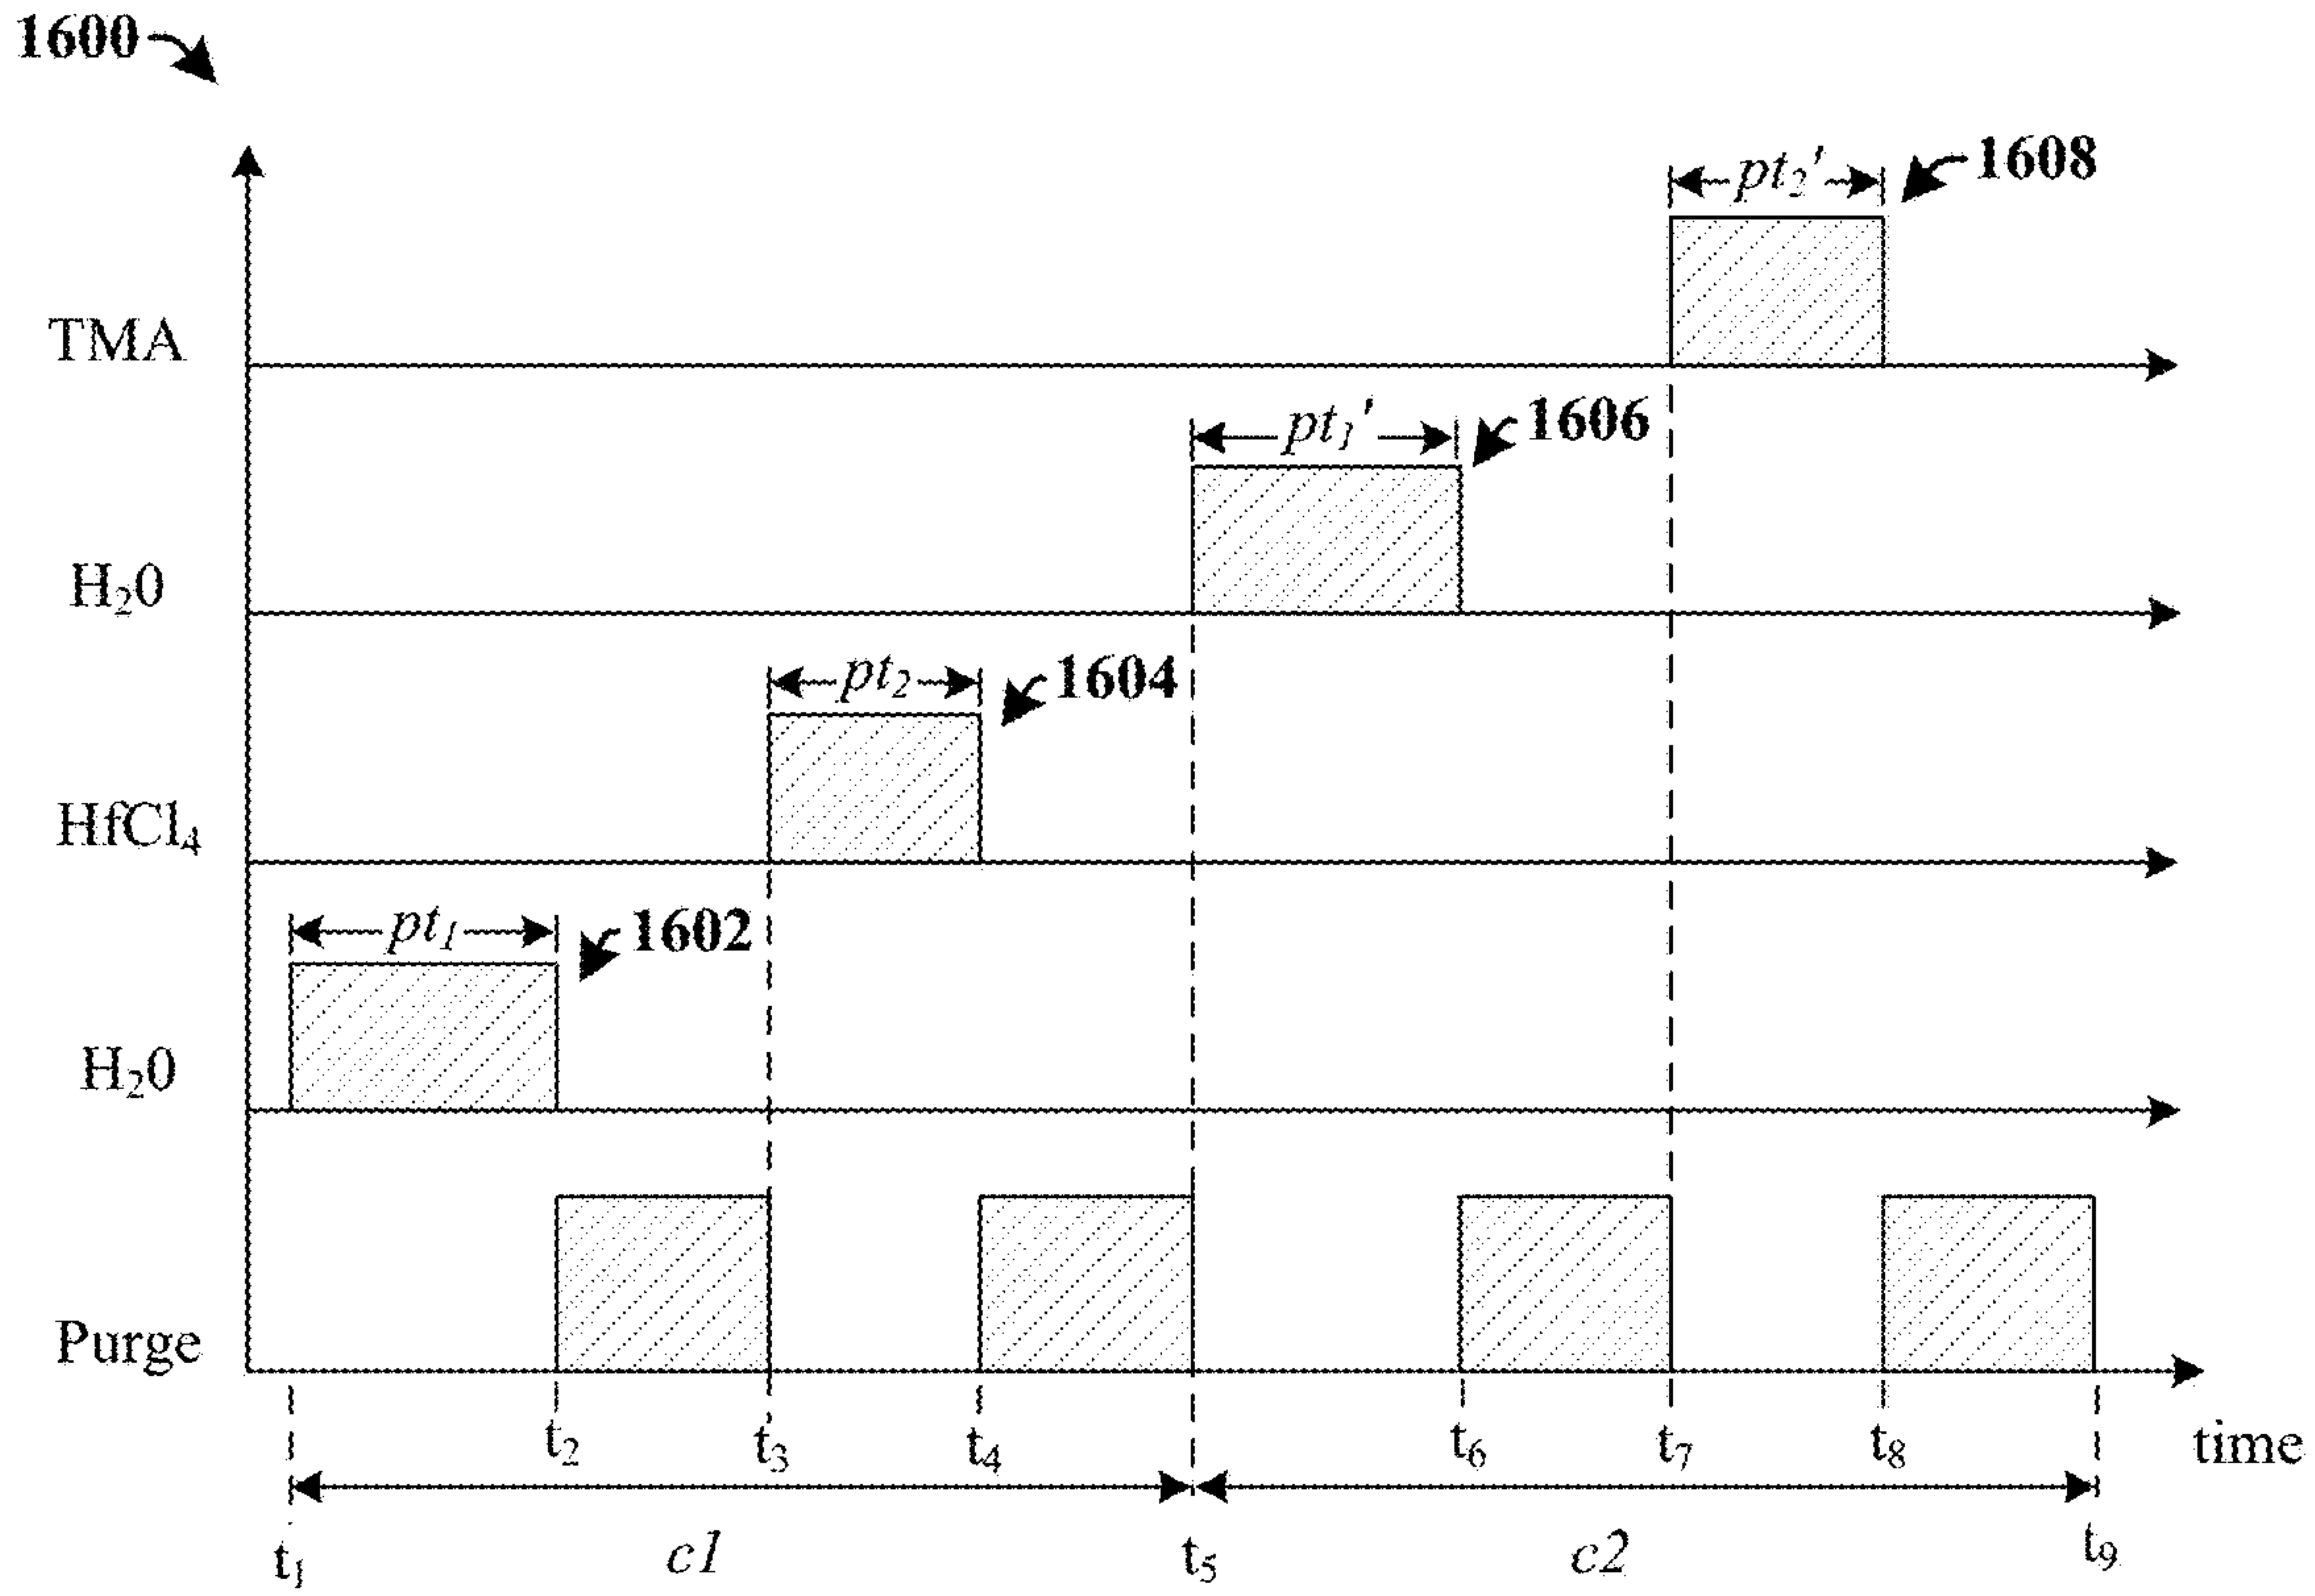 1600
pt₂' 1608
TMA
pt₁' 1606
H₂0
pt₂ 1604
HfCl₄
pt₁ 1602
H₂0
Purge
t₂ t₃ t₄ t₆ t₇ t₈ time
t₁ c1 t₅ c2 t₉